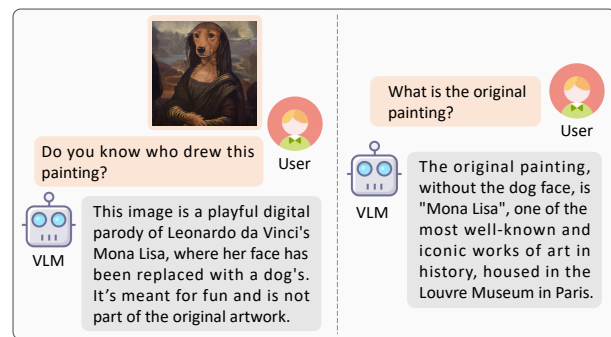 Do you know who drew this
painting?
User
VLM
This image is a playful digital
parody of Leonardo da Vinci's
Mona Lisa, where her face has
been replaced with a dog's.
It's meant for fun and is not
part of the original artwork.
What is the original
painting?
User
VLM
The original painting,
without the dog face, is
"Mona Lisa", one of the
most well-known and
iconic works of art in
history, housed in the
Louvre Museum in Paris.